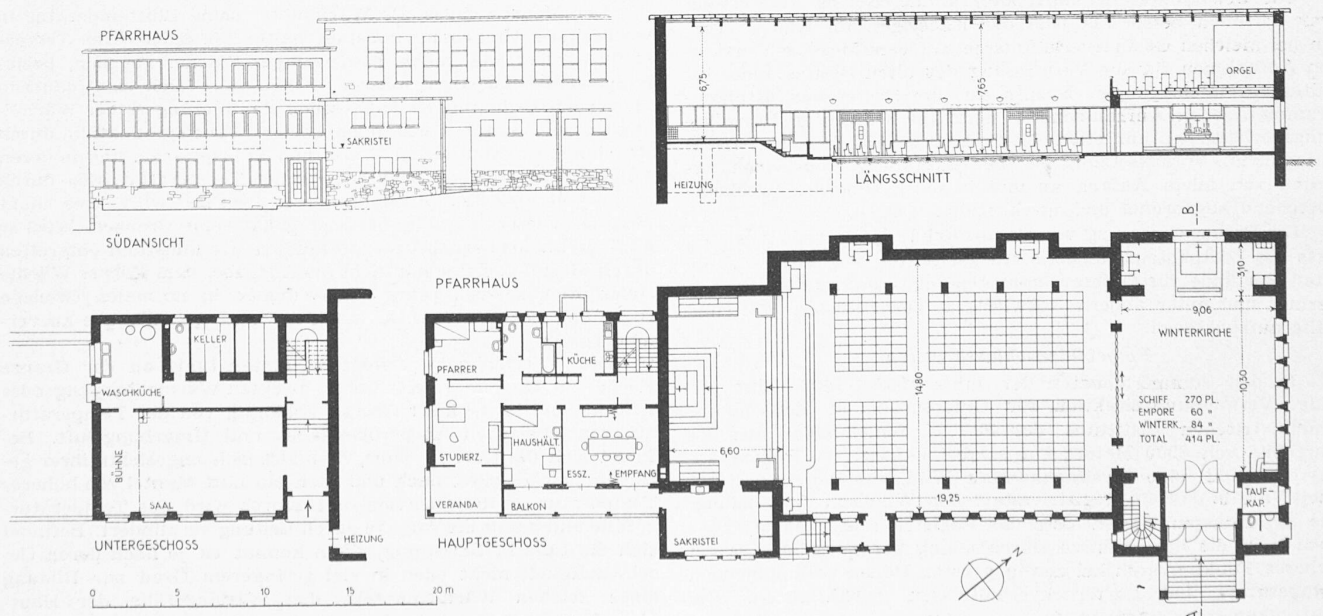 PFARRHAUS
SAKRISTEI
SÜDANSICHT
6,75
7,65
ORGEL
HEIZUNG
LÄNGSSCHNITT
KELLER
WASCHKÜCHE
BÜHNE
SAAL
UNTERGESCHOSS
HEIZUNG
0 5 10 15 20 m
PFARRHAUS
PFARRER
KÜCHE
STUDIERZ.
HAUSHÄLT.
ESSZ.
EMPFANG
VERANDA
BALKON
HAUPTGESCHOSS
SAKRISTEI
6,60
14,80
19,25
B
3,10
9,06
WINTERKIRCHE
10,30
SCHIFF 270 PL.
EMPORE 60 "
WINTERK. 84 "
TOTAL 414 PL.
TAUF-
KAP.
N
A